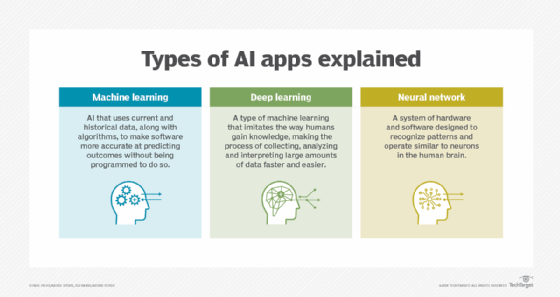 Types of AI apps explained
Machine learning
AI that uses current and
historical data, along with
algorithms, to make software
more accurate at predicting
outcomes without being
programmed to do so.
Deep learning
A type of machine learning
that imitates the way humans
gain knowledge, making the
process of collecting, analyzing
and interpreting large amounts
of data faster and easier.
Neural network
A system of hardware
and software designed to
recognize patterns and
operate similar to neurons
in the human brain.
TechTarget